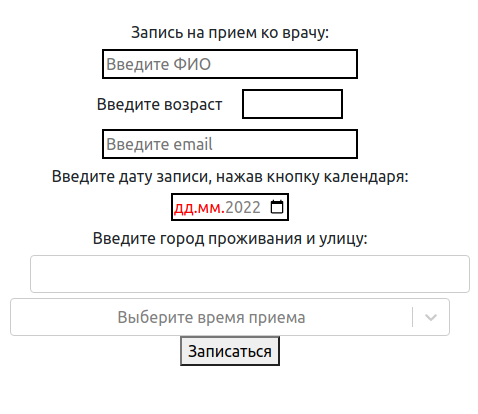 Запись на прием ко врачу:
Введите ФИО
Введите возраст
Введите email
Введите дату записи, нажав кнопку календаря:
дд.мм.2022
Введите город проживания и улицу:
Выберите время приема
Записаться